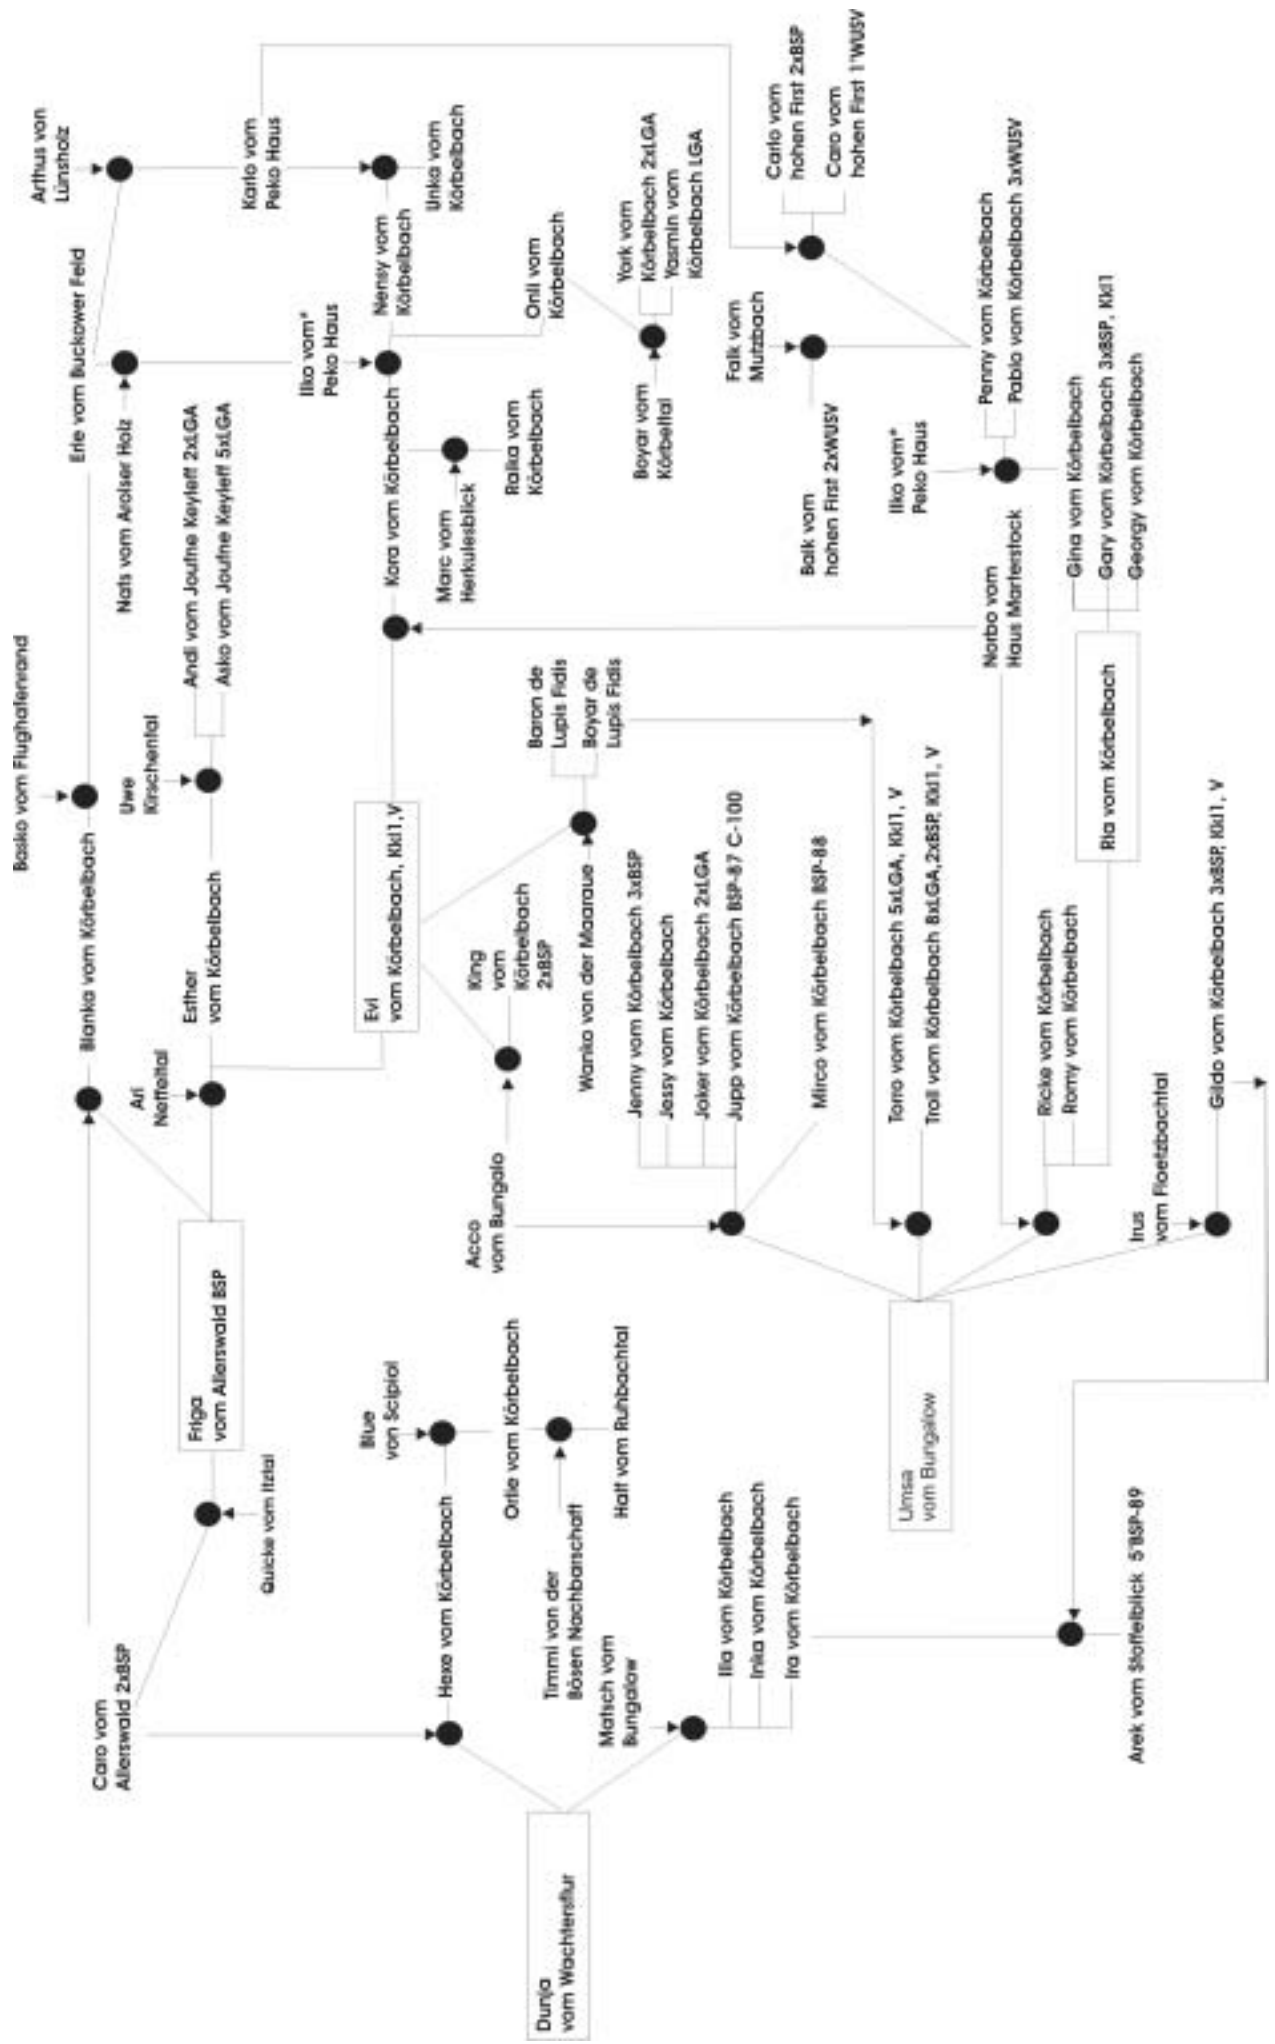 Dunja
vom Wachtersflur
Caro vom
Allerswald 2xBSP
Quicke vom Itztal
Friga
vom Allerswald BSP
Hexe vom Körbelbach
Blue
von Scipiol
Orlie vom Körbelbach
Timmi von der
Bösen Nachbarschaft
Half vom Ruhbachtal
Matsch vom
Bungalow
Ilia vom Körbelbach
Inka vom Körbelbach
Ira vom Körbelbach
Arek vom Stoffelblick 5'BSP-89
Umsa
vom Bungalow
Blanka vom Körbelbach
Basko vom Flughafenrand
Ari
Neffeltal
Esther
vom Körbelbach
Uwe
Kirschental
Andi vom Joufne Keyleff 2xLGA
Asko vom Joufne Keyleff 5xLGA
Evi
vom Körbelbach, Kkl1,V
Acco
vom Bungalo
King
vom
Körbelbach
2xBSP
Wanko von der Maaraue
Baron de
Lupis Fidis
Boyar de
Lupis Fidis
Jenny vom Körbelbach 3xBSP
Jessy vom Körbelbach
Joker vom Körbelbach 2xLGA
Jupp vom Körbelbach BSP-87 C-100
Mirco vom Körbelbach BSP-88
Torro vom Körbelbach 5xLGA, Kkl1, V
Troll vom Körbelbach 8xLGA,2xBSP, Kkl1, V
Ricke vom Körbelbach
Romy vom Körbelbach
Ria vom Körbelbach
Irus
vom Floetzbachtal
Gildo vom Körbelbach 3xBSP, Kkl1, V
Erle vom Buckower Feld
Arthus von
Lünsholz
Nats vom Arolser Holz
Karlo vom
Peko Haus
Ilko vom*
Peko Haus
Nensy vom
Körbelbach
Unka vom
Körbelbach
Kora vom Körbelbach
Marc vom
Herkulesblick
Raika vom
Körbelbach
Onli vom
Körbelbach
Boyar vom
Körbeltal
York vom
Körbelbach 2xLGA
Yasmin vom
Körbelbach LGA
Falk vom
Mutzbach
Baik vom
hohen First 2xWUSV
Carlo vom
hohen First 2xBSP
Caro vom
hohen First 1'WUSV
Ilko vom*
Peko Haus
Penny vom Körbelbach
Pablo vom Körbelbach 3xWUSV
Norbo vom
Haus Marterstock
Gina vom Körbelbach
Gary vom Körbelbach 3xBSP, Kkl1
Georgy vom Körbelbach